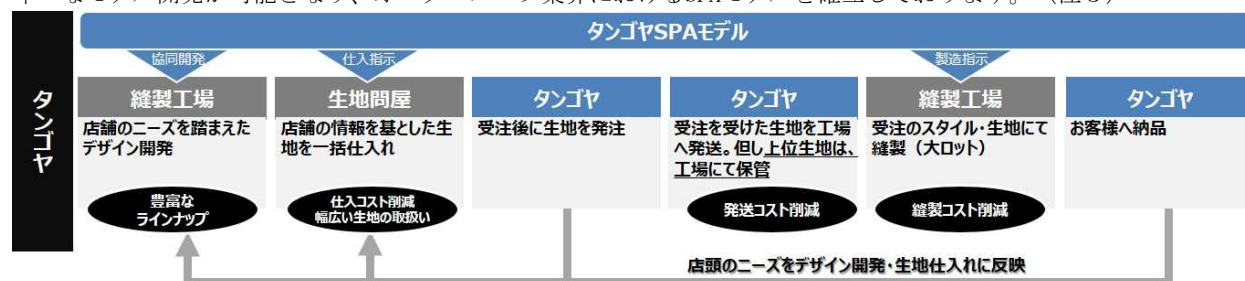 タンゴヤSPAモデル
協同開発
仕入指示
製造指示
タンゴヤ
縫製工場
店舗のニーズを踏まえた
デザイン開発
豊富な
ラインナップ
生地問屋
店舗の情報を基とした生
地を一括仕入れ
仕入コスト削減
幅広い生地の取扱い
タンゴヤ
受注後に生地を発注
タンゴヤ
受注を受けた生地を工場
へ発送。但し上位生地は、
工場にて保管
発送コスト削減
縫製工場
受注のスタイル・生地にて
縫製（大ロット）
縫製コスト削減
タンゴヤ
お客様へ納品
店頭のニーズをデザイン開発・生地仕入れに反映